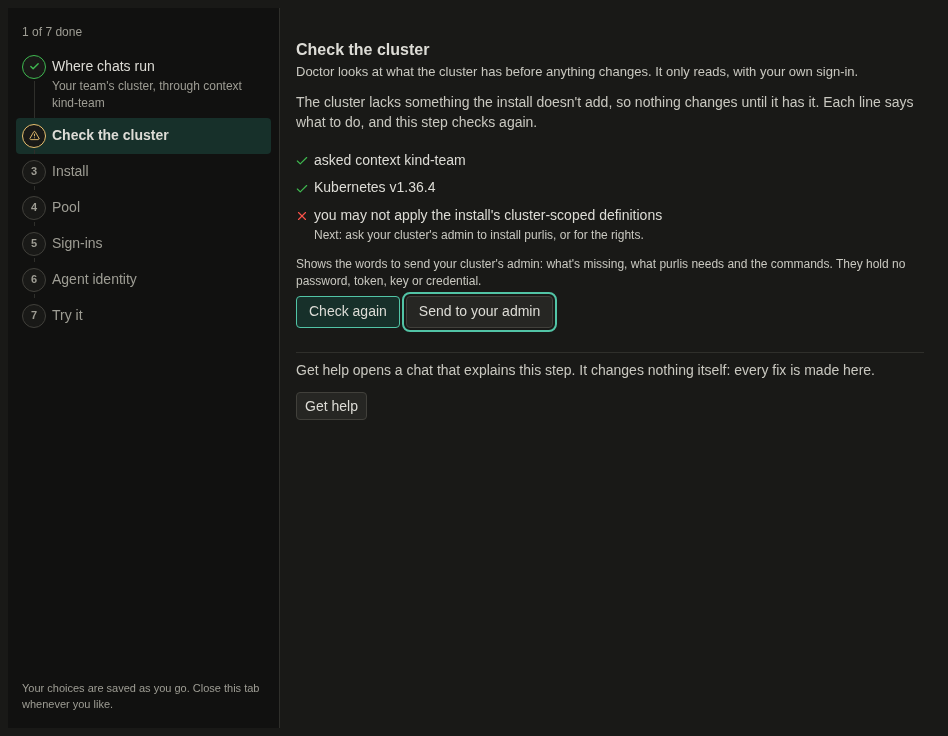 1 of 7 done
Where chats run
Your team's cluster, through context
kind-team
Check the cluster
3 Install
4 Pool
5 Sign-ins
6 Agent identity
7 Try it
Your choices are saved as you go. Close this tab
whenever you like.
Check the cluster
Doctor looks at what the cluster has before anything changes. It only reads, with your own sign-in.
The cluster lacks something the install doesn't add, so nothing changes until it has it. Each line says
what to do, and this step checks again.
asked context kind-team
Kubernetes v1.36.4
you may not apply the install's cluster-scoped definitions
Next: ask your cluster's admin to install purlis, or for the rights.
Shows the words to send your cluster's admin: what's missing, what purlis needs and the commands. They hold no
password, token, key or credential.
Check again Send to your admin
Get help opens a chat that explains this step. It changes nothing itself: every fix is made here.
Get help